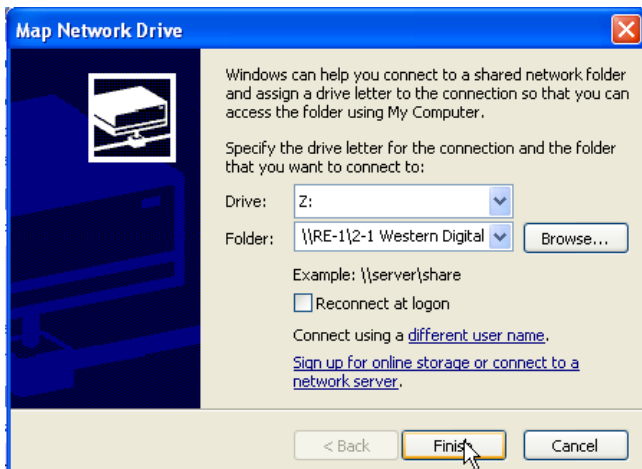 Map Network Drive
Windows can help you connect to a shared network folder
and assign a drive letter to the connection so that you can
access the folder using My Computer.
Specify the drive letter for the connection and the folder
that you want to connect to:
Drive: Z:
Folder: \\RE-1\2-1 Western Digital Browse...
Example: \\server\share
Reconnect at logon
Connect using a different user name.
Sign up for online storage or connect to a
network server.
< Back Finish Cancel